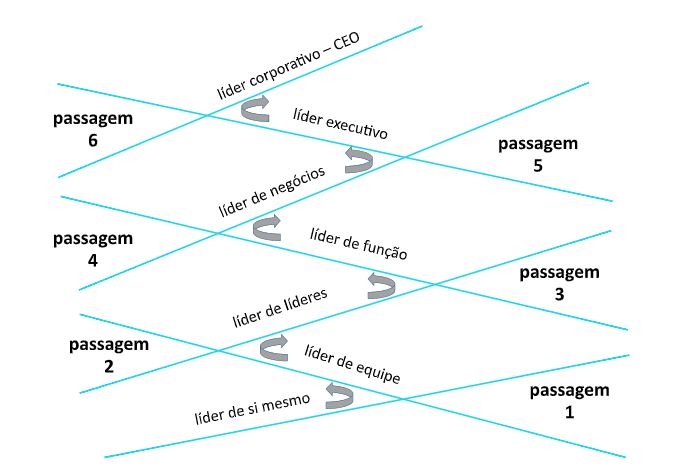 líder corporativo – CEO
passagem
6
líder executivo
passagem
5
líder de negócios
passagem
4
líder de função
passagem
3
líder de líderes
passagem
2
líder de equipe
passagem
1
líder de si mesmo